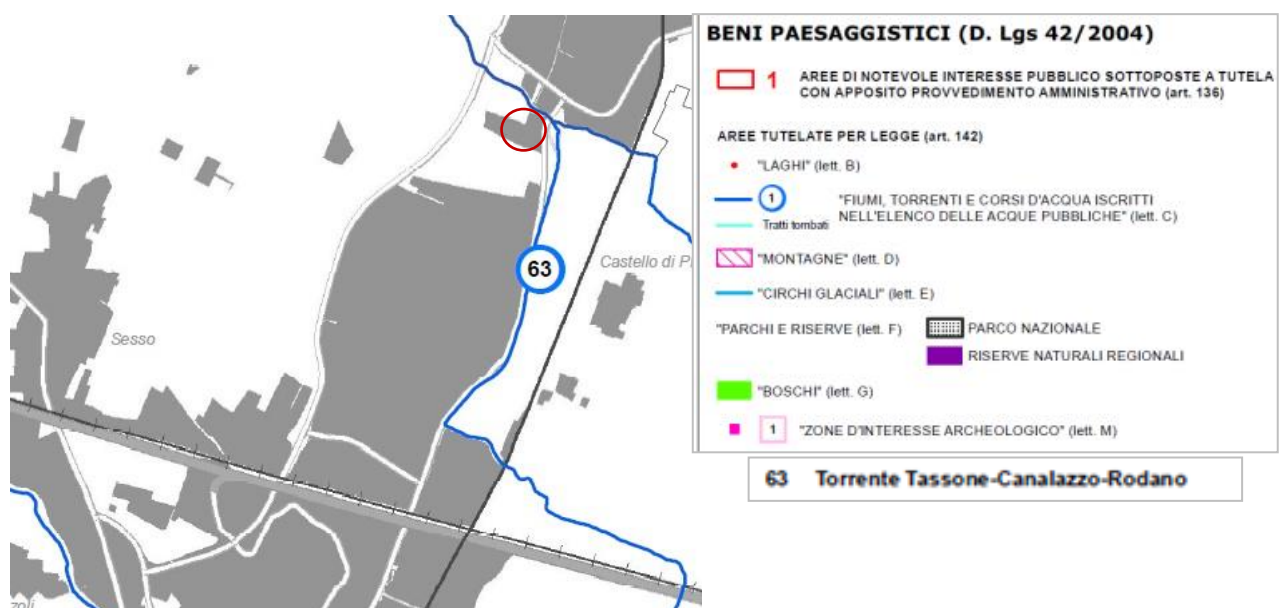 63
Castello di P
Sesso
zoli
BENI PAESAGGISTICI (D. Lgs 42/2004)
1 AREE DI NOTEVOLE INTERESSE PUBBLICO SOTTOPOSTE A TUTELA
CON APPOSITO PROVVEDIMENTO AMMINISTRATIVO (art. 136)
AREE TUTELATE PER LEGGE (art. 142)
"LAGHI" (lett. B)
1 "FIUMI, TORRENTI E CORSI D'ACQUA ISCRITTI
NELL'ELENCO DELLE ACQUE PUBBLICHE" (lett. C)
Tratti tombati
"MONTAGNE" (lett. D)
"CIRCHI GLACIALI" (lett. E)
"PARCHI E RISERVE (lett. F) PARCO NAZIONALE
RISERVE NATURALI REGIONALI
"BOSCHI" (lett. G)
1 "ZONE D'INTERESSE ARCHEOLOGICO" (lett. M)
63 Torrente Tassone-Canalazzo-Rodano